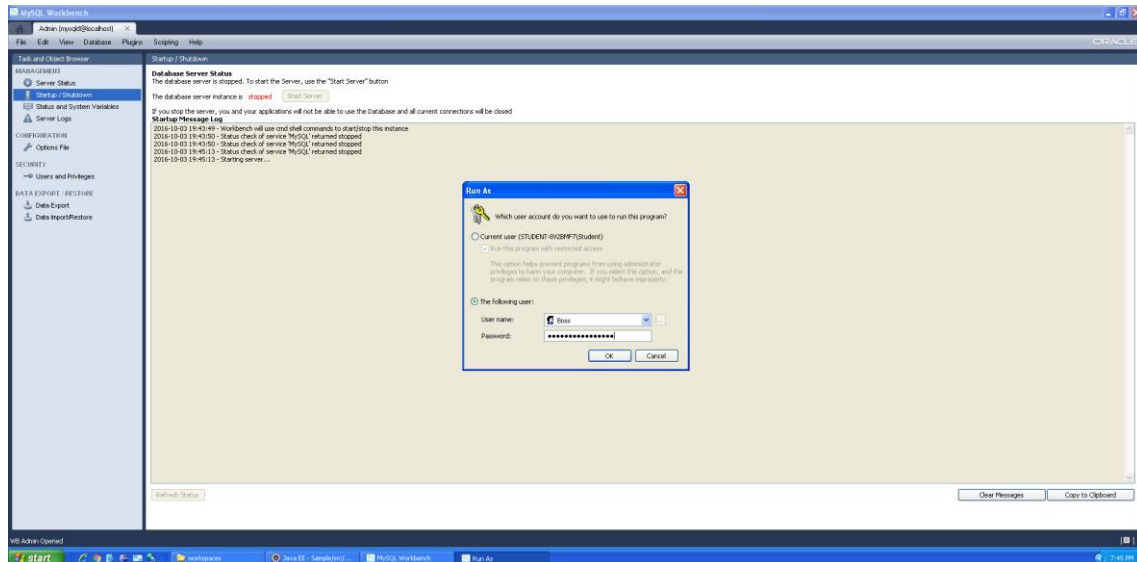 MySQL Workbench
Admin (mysqld@localhost)
File Edit View Database Plugins Scripting Help
ORACLE
Task and Object Browser
MANAGEMENT
Server Status
Startup / Shutdown
Status and System Variables
Server Logs
CONFIGURATION
Options File
SECURITY
Users and Privileges
DATA EXPORT / RESTORE
Data Export
Data Import/Restore
Startup / Shutdown
Database Server Status
The database server is stopped. To start the Server, use the "Start Server" button
The database server instance is stopped Start Server
If you stop the server, you and your applications will not be able to use the Database and all current connections will be closed
Startup Message Log
2016-10-03 19:43:49 - Workbench will use cmd shell commands to start/stop this instance
2016-10-03 19:43:50 - Status check of service 'MySQL' returned stopped
2016-10-03 19:43:50 - Status check of service 'MySQL' returned stopped
2016-10-03 19:45:13 - Status check of service 'MySQL' returned stopped
2016-10-03 19:45:13 - Starting server...
Run As
Which user account do you want to use to run this program?
Current user (STUDENT-8V2BMF7\Student)
Run this program with restricted access
This option helps prevent programs from using administrator
privileges to harm your computer. If you select this option, and the
program relies on these privileges, it might behave improperly.
The following user:
User name: Boss ...
Password: ••••••••••••••••
OK Cancel
Refresh Status Clear Messages Copy to Clipboard
WB Admin Opened
start workspaces Java EE - Sample/src/... MySQL Workbench Run As 7:45 PM